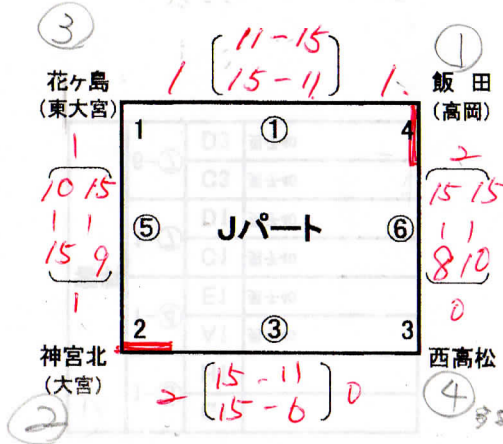 ③ 11-15 ①
花ヶ島 1 15-11 1 飯田
(東大宮) (高岡)
1 ① 4
1 2
10 15 15 15
1 1 ⑤ Jパート ⑥ 1 1
15 9 8 10
1 0
2 ③ 3
神宮北 西高松
(大宮) 2 15-11 0
15-6
② ④